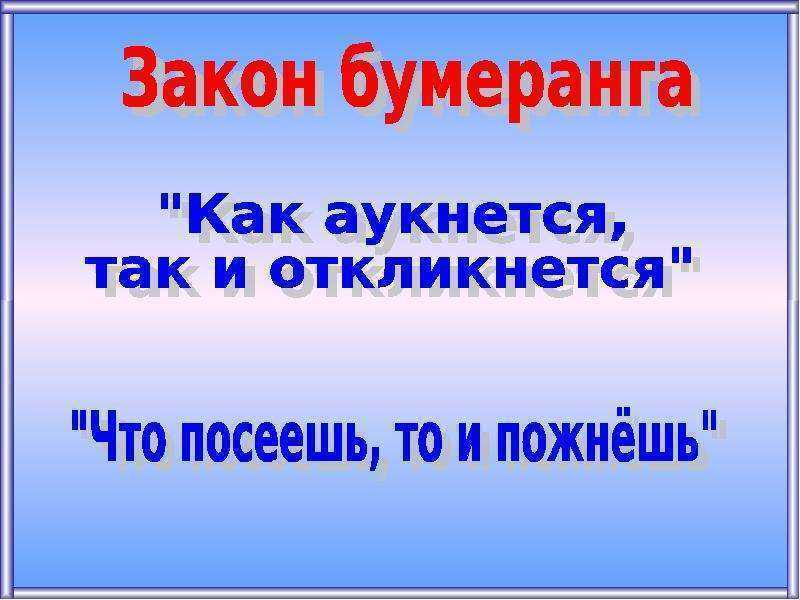 Закон бумеранга
"Как аукнется,
так и откликнется"
"Что посеешь, то и пожнёшь"